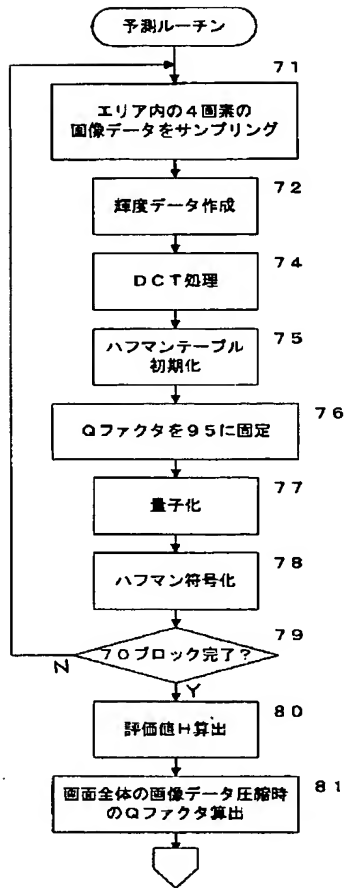 予測ルーチン
71
エリア内の4画素の
画像データをサンプリング
72
輝度データ作成
74
DCT処理
75
ハフマンテーブル
初期化
76
Qファクタを95に固定
77
量子化
78
ハフマン符号化
79
70ブロック完了?
N
Y
80
評価値H算出
81
画面全体の画像データ圧縮時
のQファクタ算出